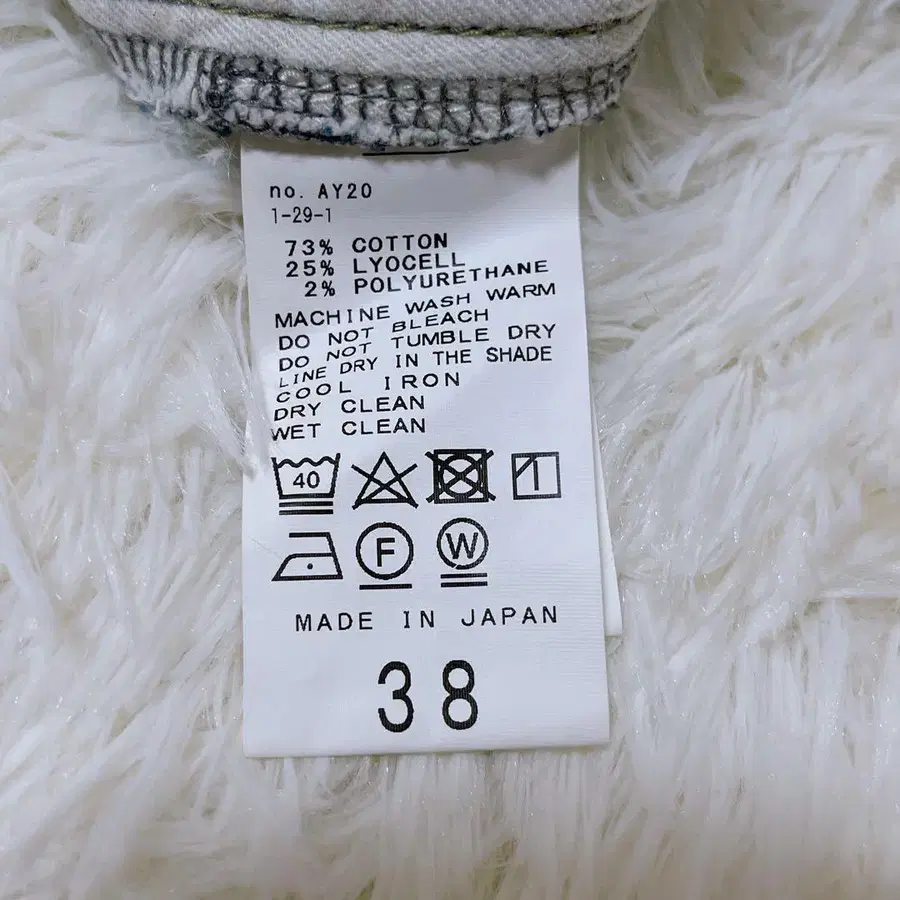 no. AY20
1-29-1
73% COTTON
25% LYOCELL
2% POLYURETHANE
MACHINE WASH WARM
DO NOT BLEACH
DO NOT TUMBLE DRY
LINE DRY IN THE SHADE
COOL IRON
DRY CLEAN
WET CLEAN
40
F W
MADE IN JAPAN
38